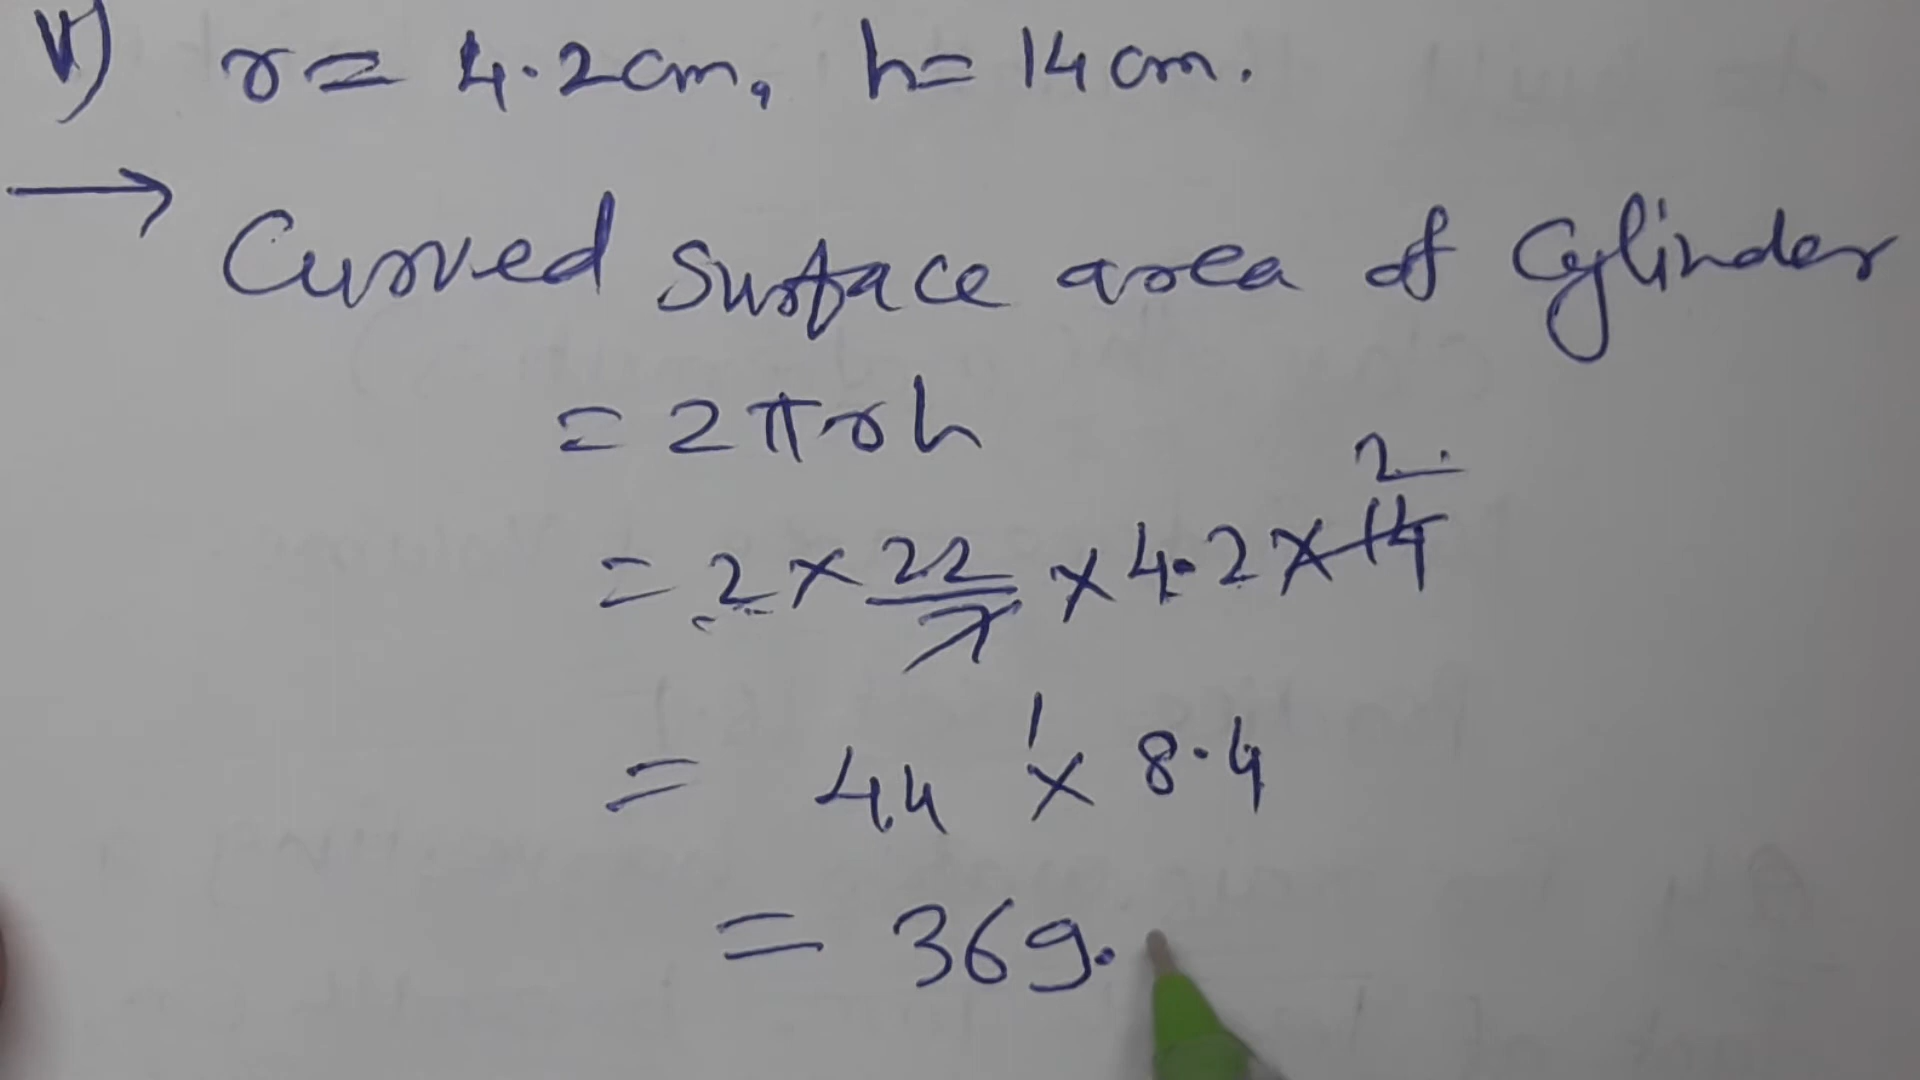 v) r = 4.2cm, h= 14cm.
→ Curved surface area of Cylinder
= 2πrh
= 2 × 22/7 × 4.2 × 14 2
= 44 × 8.4 1
= 369.